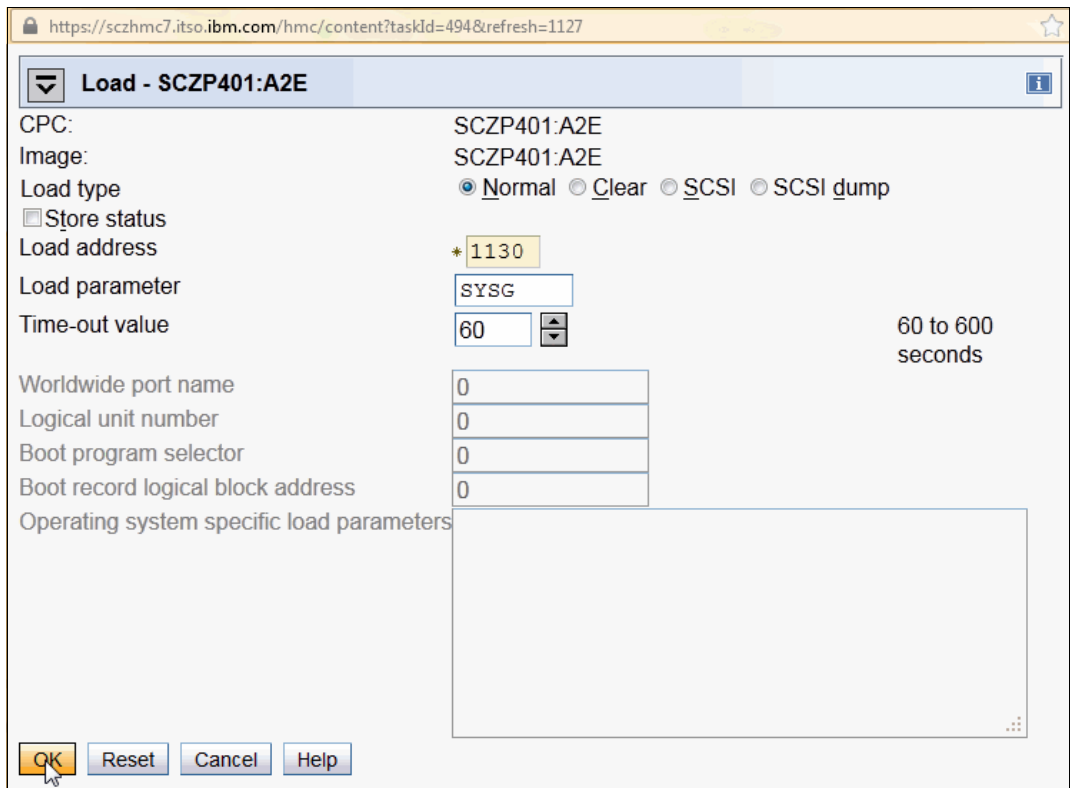 https://sczhmc7.itso.ibm.com/hmc/content?taskId=494&refresh=1127
Load - SCZP401:A2E
i
CPC: SCZP401:A2E
Image: SCZP401:A2E
Load type Normal Clear SCSI SCSI dump
Store status
Load address * 1130
Load parameter SYSG
Time-out value 60 60 to 600
seconds
Worldwide port name 0
Logical unit number 0
Boot program selector 0
Boot record logical block address 0
Operating system specific load parameters
OK Reset Cancel Help